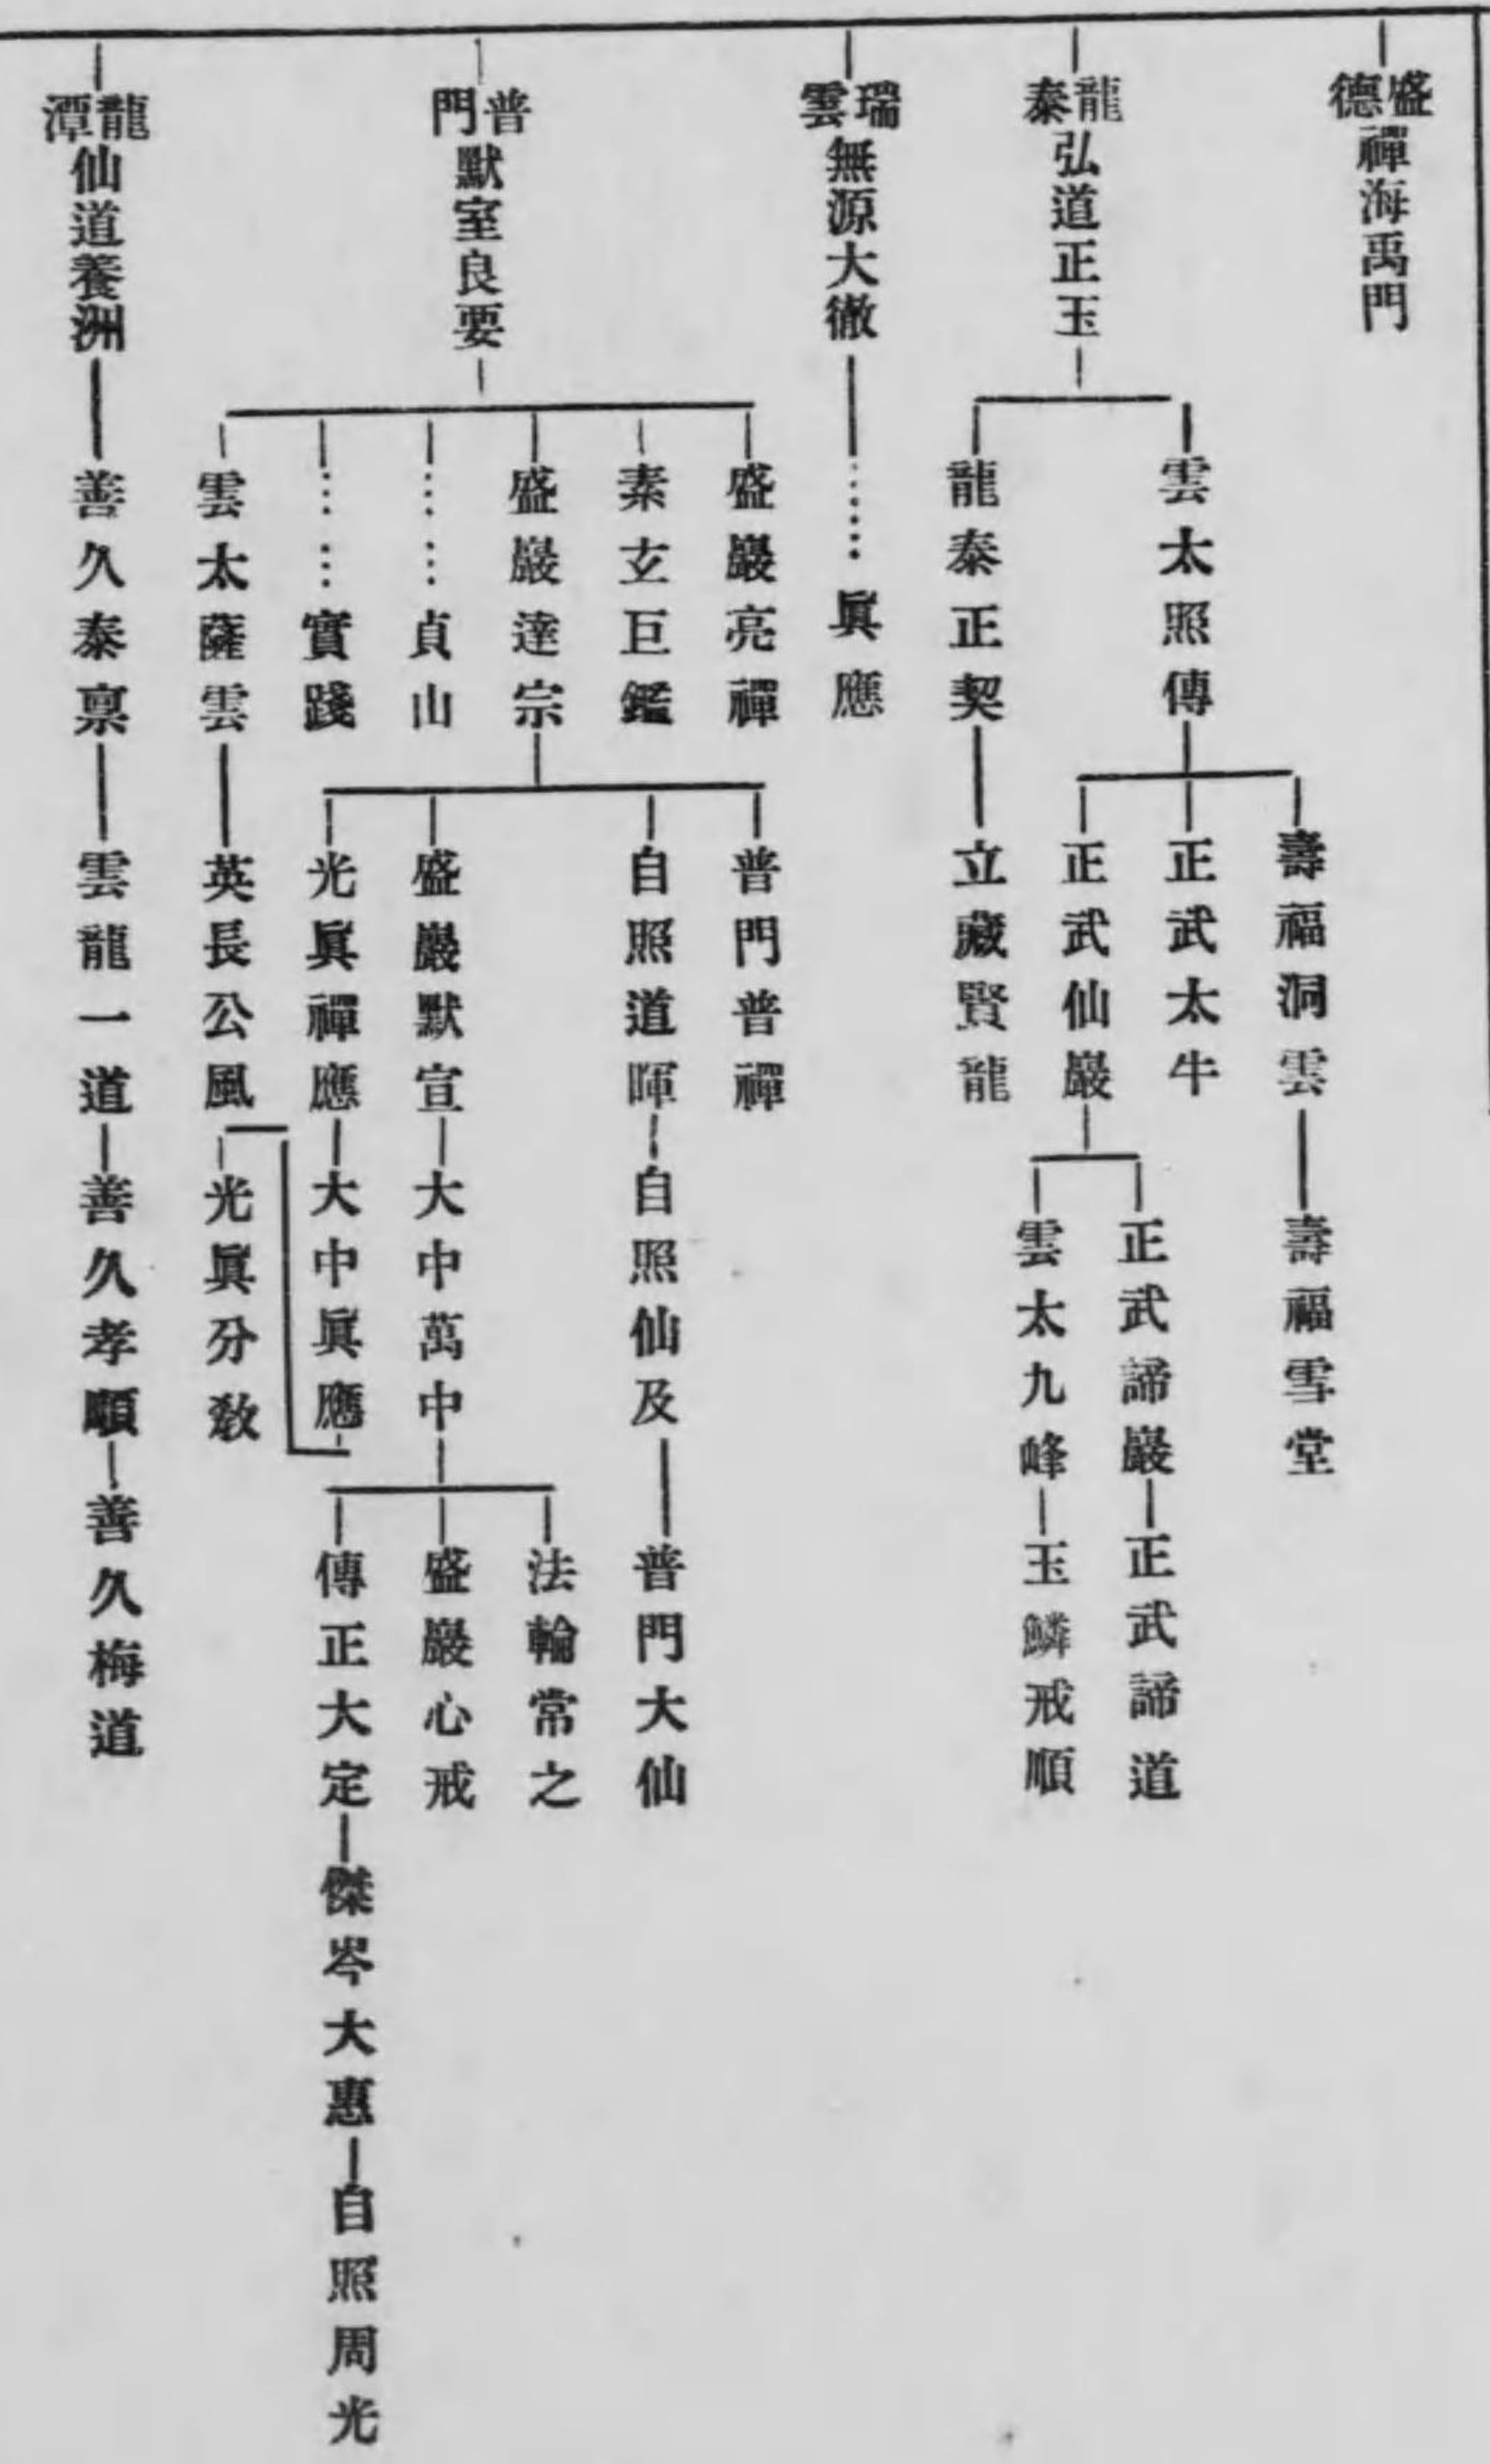 盛德禪海禹門
龍泰弘道正玉
雲太照傳
壽福洞雲
壽福雪堂
正武太牛
正武仙巖
正武諦巖
正武諦道
雲太九峰
玉鱗戒順
龍泰正契
立藏賢龍
瑞雲無源大徹
……眞應
普門默室良要
盛巖亮禪
素玄巨鑑
盛巖達宗
普門普禪
自照道暉
自照仙及
普門大仙
盛巖默宣
大中萬中
法輪常之
盛巖心戒
傳正大定
傑岑大惠
自照周光
光眞禪應
大中眞應
光眞分敎
……貞山
……實踐
雲太薩雲
英長公風
龍潭仙道養洲
善久泰禀
雲龍一道
善久孝順
善久梅道